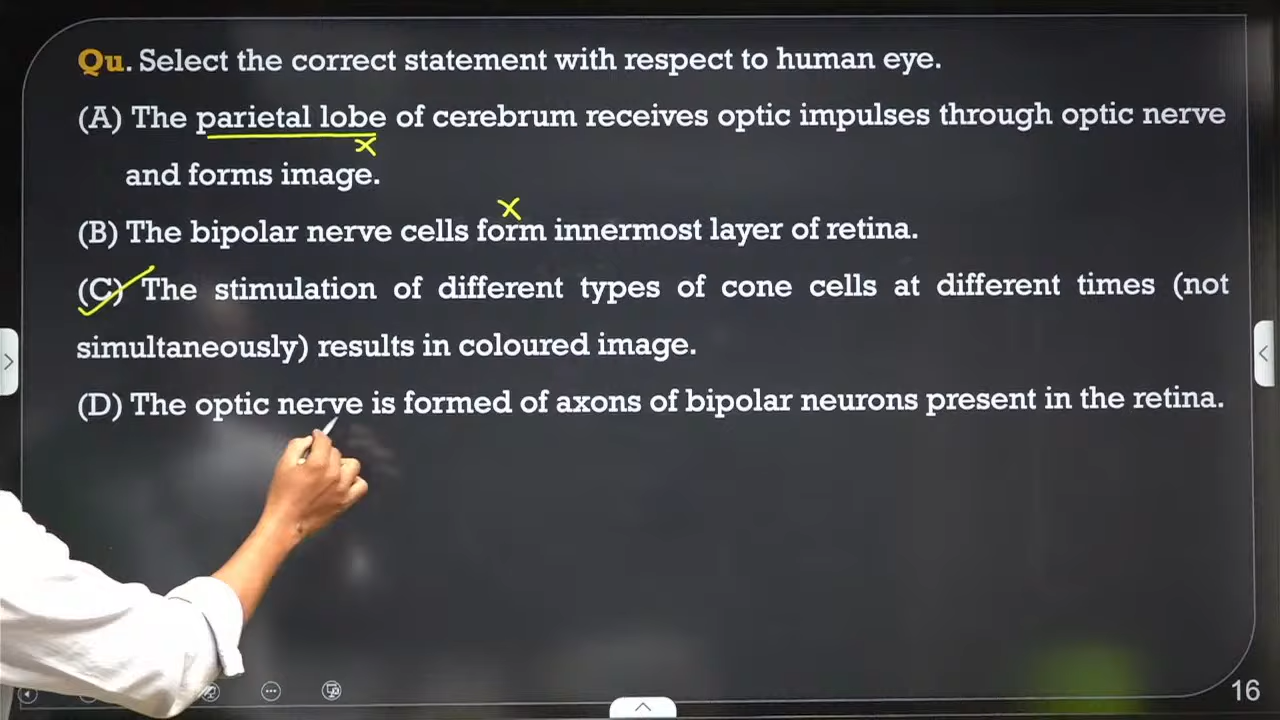 Qu. Select the correct statement with respect to human eye.
(A) The parietal lobe of cerebrum receives optic impulses through optic nerve
and forms image.
(B) The bipolar nerve cells form innermost layer of retina.
(C) The stimulation of different types of cone cells at different times (not
simultaneously) results in coloured image.
(D) The optic nerve is formed of axons of bipolar neurons present in the retina.
16